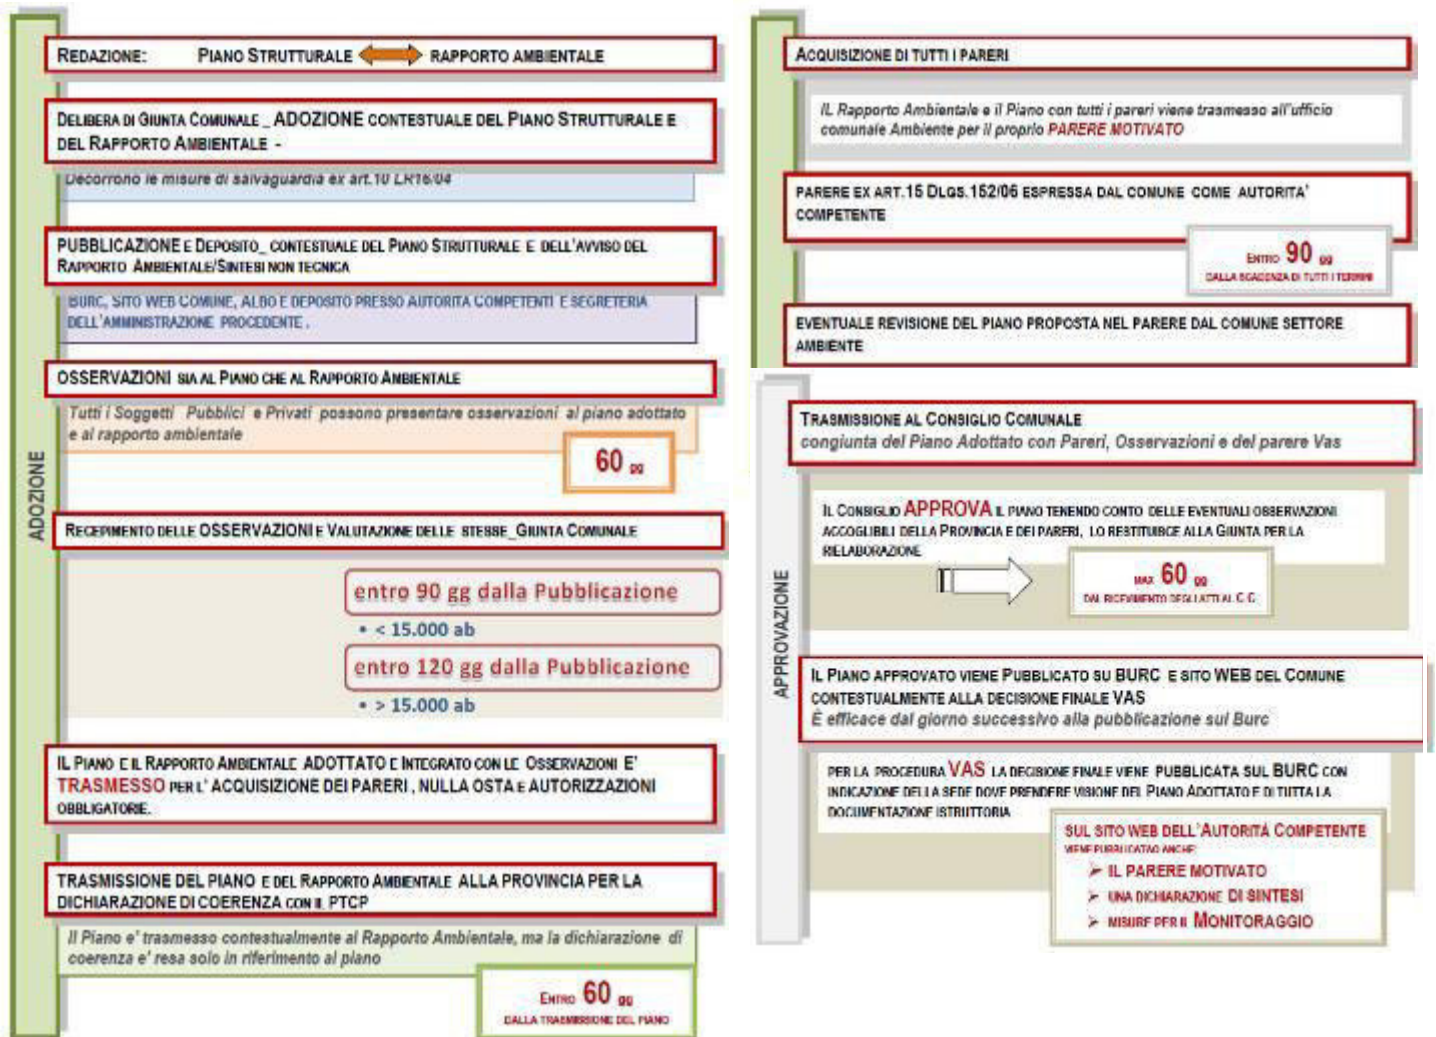 ADOZIONE
REDAZIONE: PIANO STRUTTURALE RAPPORTO AMBIENTALE
DELIBERA DI GIUNTA COMUNALE _ ADOZIONE CONTESTUALE DEL PIANO STRUTTURALE E
DEL RAPPORTO AMBIENTALE -
Decorrono le misure di salvaguardia ex art.10 LR16/04
PUBBLICAZIONE E DEPOSITO_ CONTESTUALE DEL PIANO STRUTTURALE E DELL'AVVISO DEL
RAPPORTO AMBIENTALE/SINTESI NON TECNICA
BURC, SITO WEB COMUNE, ALBO E DEPOSITO PRESSO AUTORITA COMPETENTI E SEGRETERIA
DELL'AMMINISTRAZIONE PROCEDENTE .
OSSERVAZIONI SIA AL PIANO CHE AL RAPPORTO AMBIENTALE
Tutti i Soggetti Pubblici e Privati possono presentare osservazioni al piano adottato
e al rapporto ambientale
60 gg
RECEPIMENTO DELLE OSSERVAZIONI E VALUTAZIONE DELLE STESSE_GIUNTA COMUNALE
entro 90 gg dalla Pubblicazione
• < 15.000 ab
entro 120 gg dalla Pubblicazione
• > 15.000 ab
IL PIANO E IL RAPPORTO AMBIENTALE ADOTTATO E INTEGRATO CON LE OSSERVAZIONI E'
TRASMESSO PER L' ACQUISIZIONE DEI PARERI , NULLA OSTA E AUTORIZZAZIONI
OBBLIGATORIE.
TRASMISSIONE DEL PIANO E DEL RAPPORTO AMBIENTALE ALLA PROVINCIA PER LA
DICHIARAZIONE DI COERENZA CON IL PTCP
Il Piano e' trasmesso contestualmente al Rapporto Ambientale, ma la dichiarazione di
coerenza e' resa solo in riferimento al piano
ENTRO 60 gg
DALLA TRASMISSIONE DEL PIANO
ACQUISIZIONE DI TUTTI I PARERI
IL Rapporto Ambientale e il Piano con tutti i pareri viene trasmesso all'ufficio
comunale Ambiente per il proprio PARERE MOTIVATO
PARERE EX ART.15 DLGS.152/06 ESPRESSA DAL COMUNE COME AUTORITA'
COMPETENTE
ENTRO 90 gg
DALLA SCADENZA DI TUTTI I TERMINI
EVENTUALE REVISIONE DEL PIANO PROPOSTA NEL PARERE DAL COMUNE SETTORE
AMBIENTE
APPROVAZIONE
TRASMISSIONE AL CONSIGLIO COMUNALE
congiunta del Piano Adottato con Pareri, Osservazioni e del parere Vas
IL CONSIGLIO APPROVA IL PIANO TENENDO CONTO DELLE EVENTUALI OSSERVAZIONI
ACCOGLIBILI DELLA PROVINCIA E DEI PARERI, LO RESTITUISCE ALLA GIUNTA PER LA
RIELABORAZIONE
MAX 60 gg
DAL RICEVIMENTO DEGLI ATTI AL C.C.
IL PIANO APPROVATO VIENE PUBBLICATO SU BURC E SITO WEB DEL COMUNE
CONTESTUALMENTE ALLA DECISIONE FINALE VAS
È efficace dal giorno successivo alla pubblicazione sul Burc
PER LA PROCEDURA VAS LA DECISIONE FINALE VIENE PUBBLICATA SUL BURC CON
INDICAZIONE DELLA SEDE DOVE PRENDERE VISIONE DEL PIANO ADOTTATO E DI TUTTA LA
DOCUMENTAZIONE ISTRUTTORIA
SUL SITO WEB DELL'AUTORITÀ COMPETENTE
VIENE PUBBLICATAO ANCHE:
➢ IL PARERE MOTIVATO
➢ UNA DICHIARAZIONE DI SINTESI
➢ MISURE PER IL MONITORAGGIO